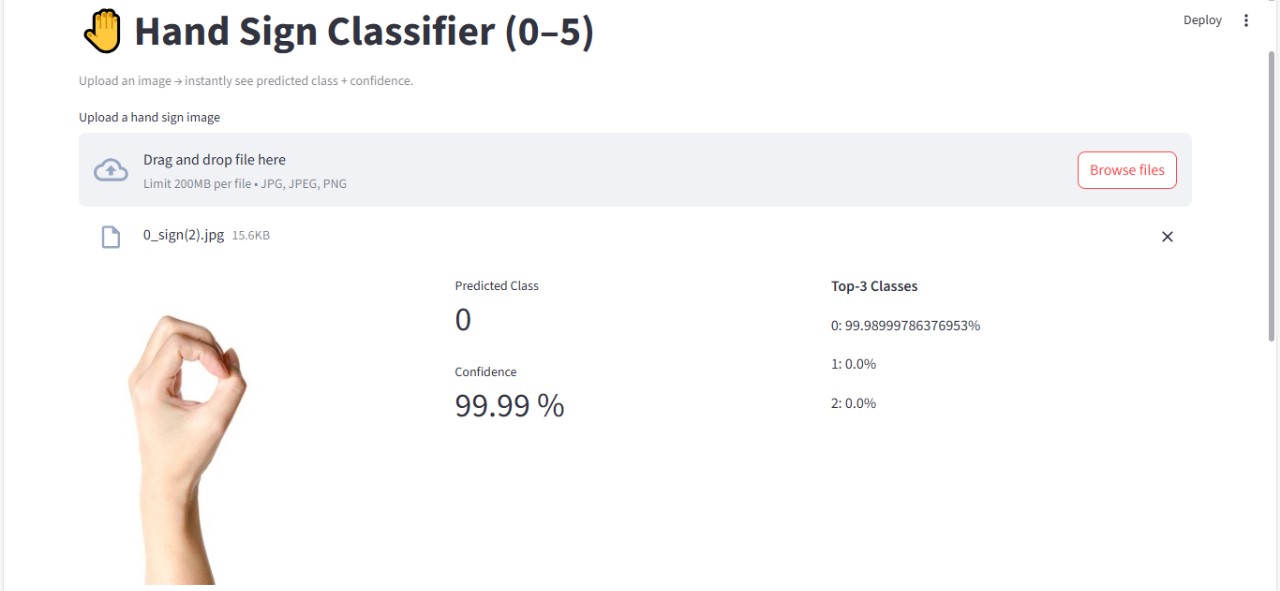 Deploy
Hand Sign Classifier (0–5)
Upload an image → instantly see predicted class + confidence.
Upload a hand sign image
Drag and drop file here
Limit 200MB per file • JPG, JPEG, PNG
Browse files
0_sign(2).jpg 15.6KB
Predicted Class
0
Confidence
99.99 %
Top-3 Classes
0: 99.98999786376953%
1: 0.0%
2: 0.0%